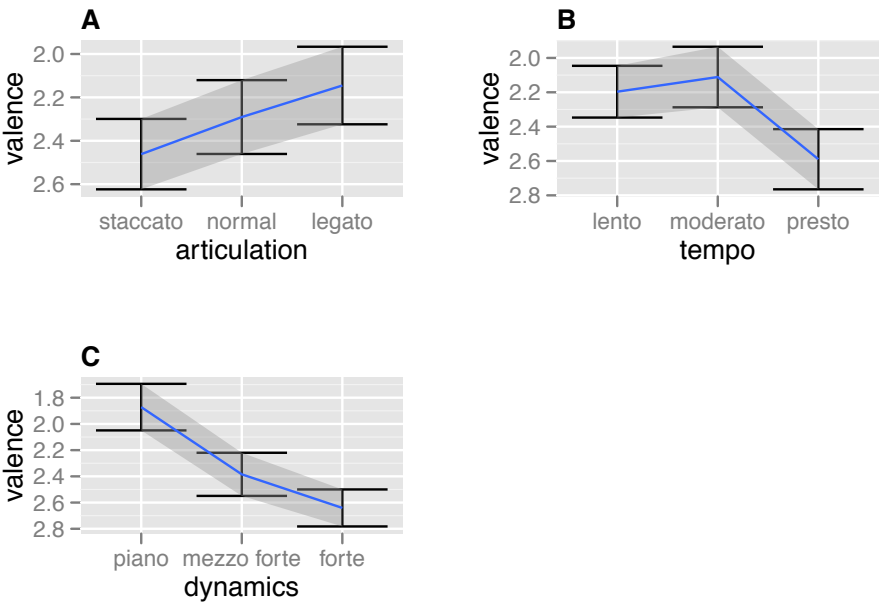 A
valence
2.0
2.2
2.4
2.6
staccato normal legato
articulation
B
valence
2.0
2.2
2.4
2.6
2.8
lento moderato presto
tempo
C
valence
1.8
2.0
2.2
2.4
2.6
2.8
piano mezzo forte forte
dynamics